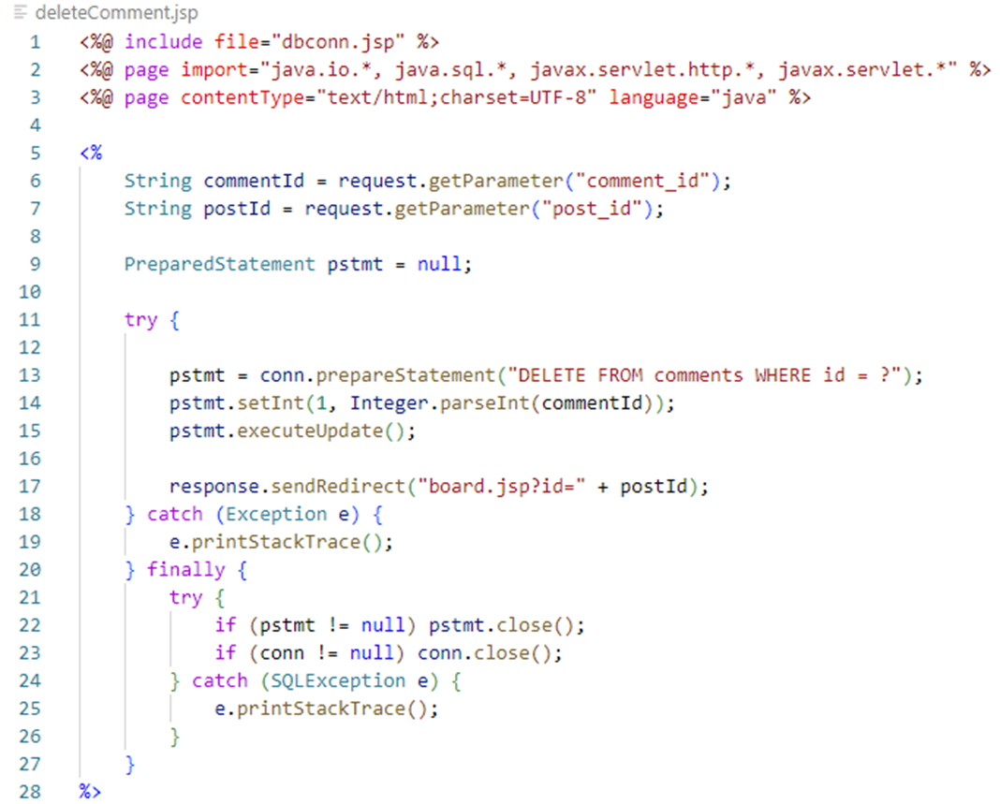 deleteComment.jsp
1 <%@ include file="dbconn.jsp" %>
2 <%@ page import="java.io.*, java.sql.*, javax.servlet.http.*, javax.servlet.*" %>
3 <%@ page contentType="text/html;charset=UTF-8" language="java" %>
4
5 <%
6     String commentId = request.getParameter("comment_id");
7     String postId = request.getParameter("post_id");
8
9     PreparedStatement pstmt = null;
10
11     try {
12
13         pstmt = conn.prepareStatement("DELETE FROM comments WHERE id = ?");
14         pstmt.setInt(1, Integer.parseInt(commentId));
15         pstmt.executeUpdate();
16
17         response.sendRedirect("board.jsp?id=" + postId);
18     } catch (Exception e) {
19         e.printStackTrace();
20     } finally {
21         try {
22             if (pstmt != null) pstmt.close();
23             if (conn != null) conn.close();
24         } catch (SQLException e) {
25             e.printStackTrace();
26         }
27     }
28 %>